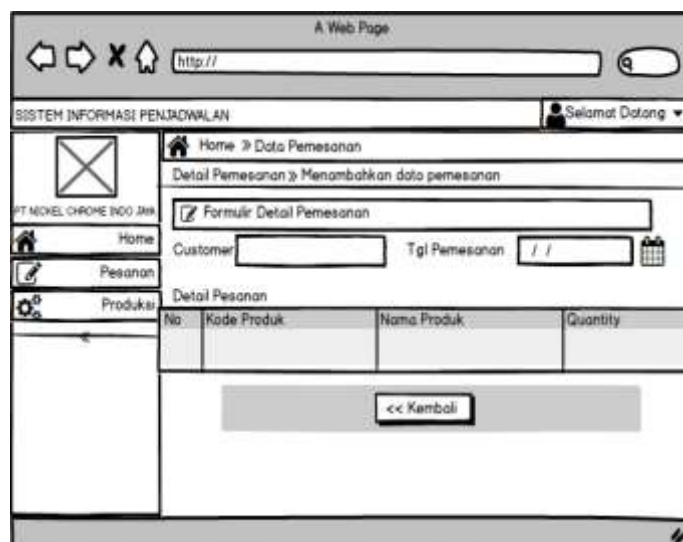 A Web Page
http://
SISTEM INFORMASI PENJADWALAN
Selamat Datang
Home » Data Pemesanan
Detail Pemesanan » Menambahkan data pemesanan
PT NICKEL CHROME INDO JAYA
Formulir Detail Pemesanan
Home
Customer
Tgl Pemesanan / /
Pesanan
Produksi
Detail Pesanan
No Kode Produk Nama Produk Quantity
<< Kembali